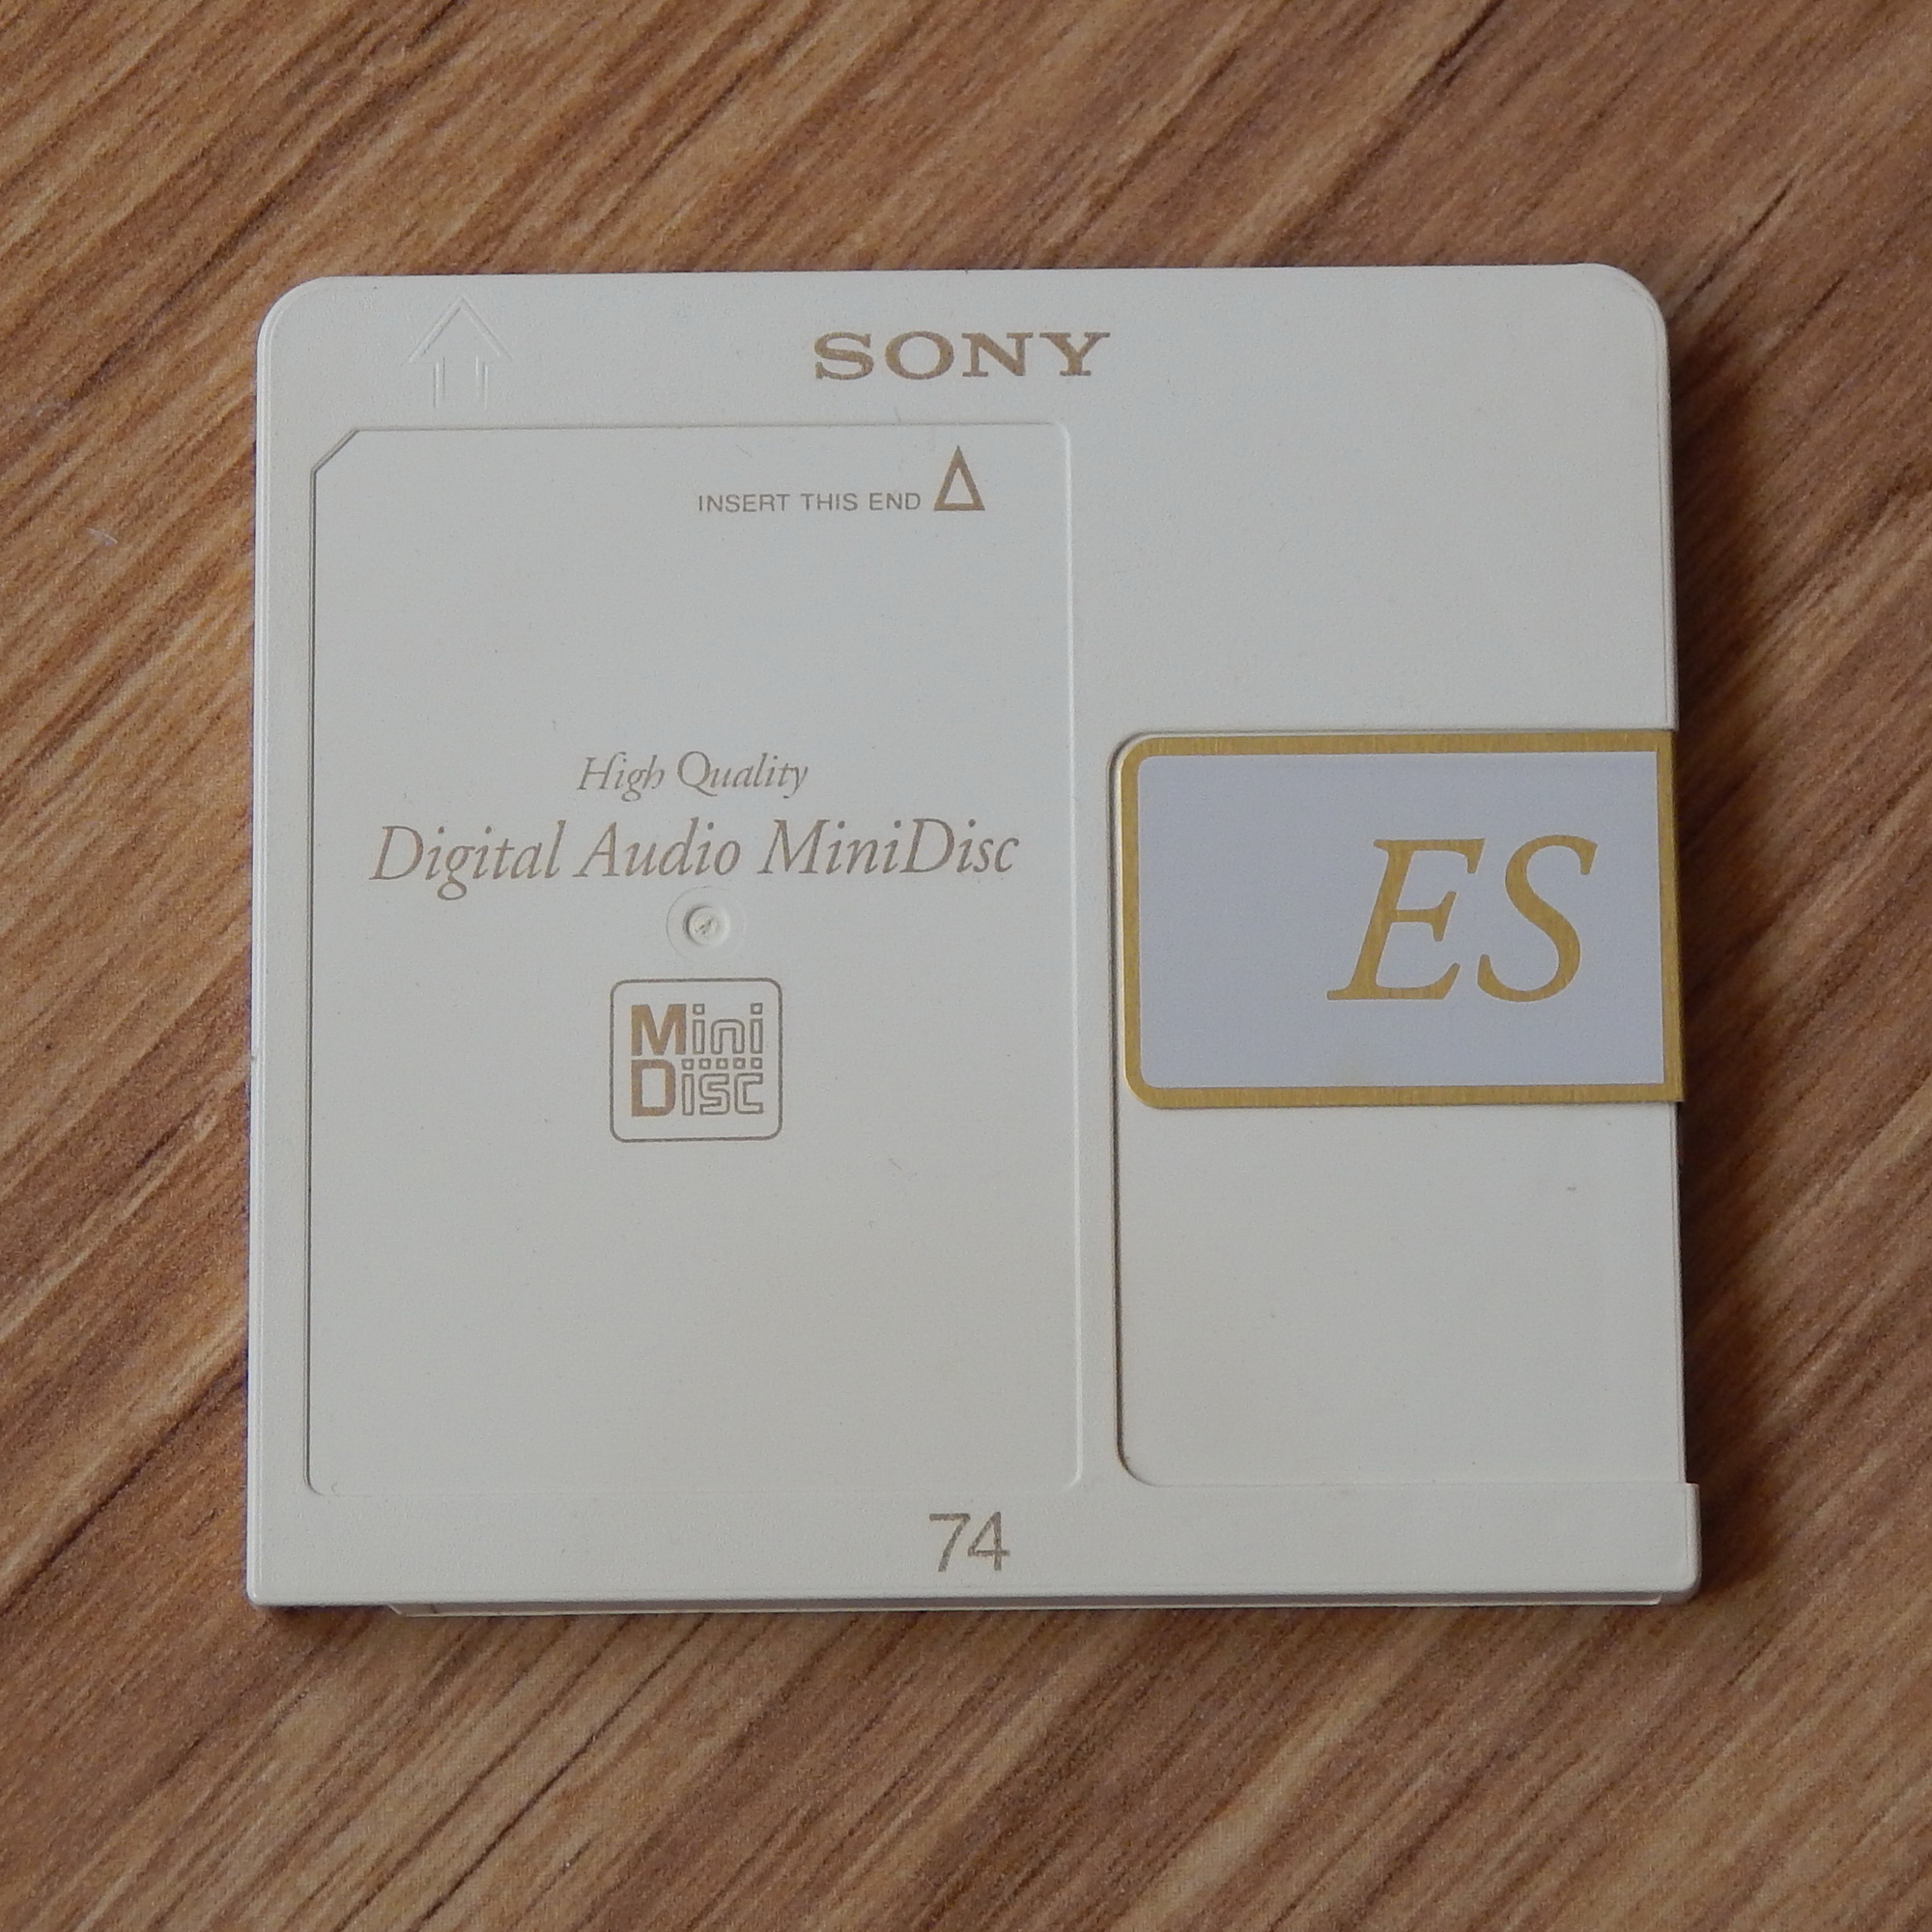 SONY
INSERT THIS END
High Quality
Digital Audio MiniDisc
Mini
Disc
ES
74